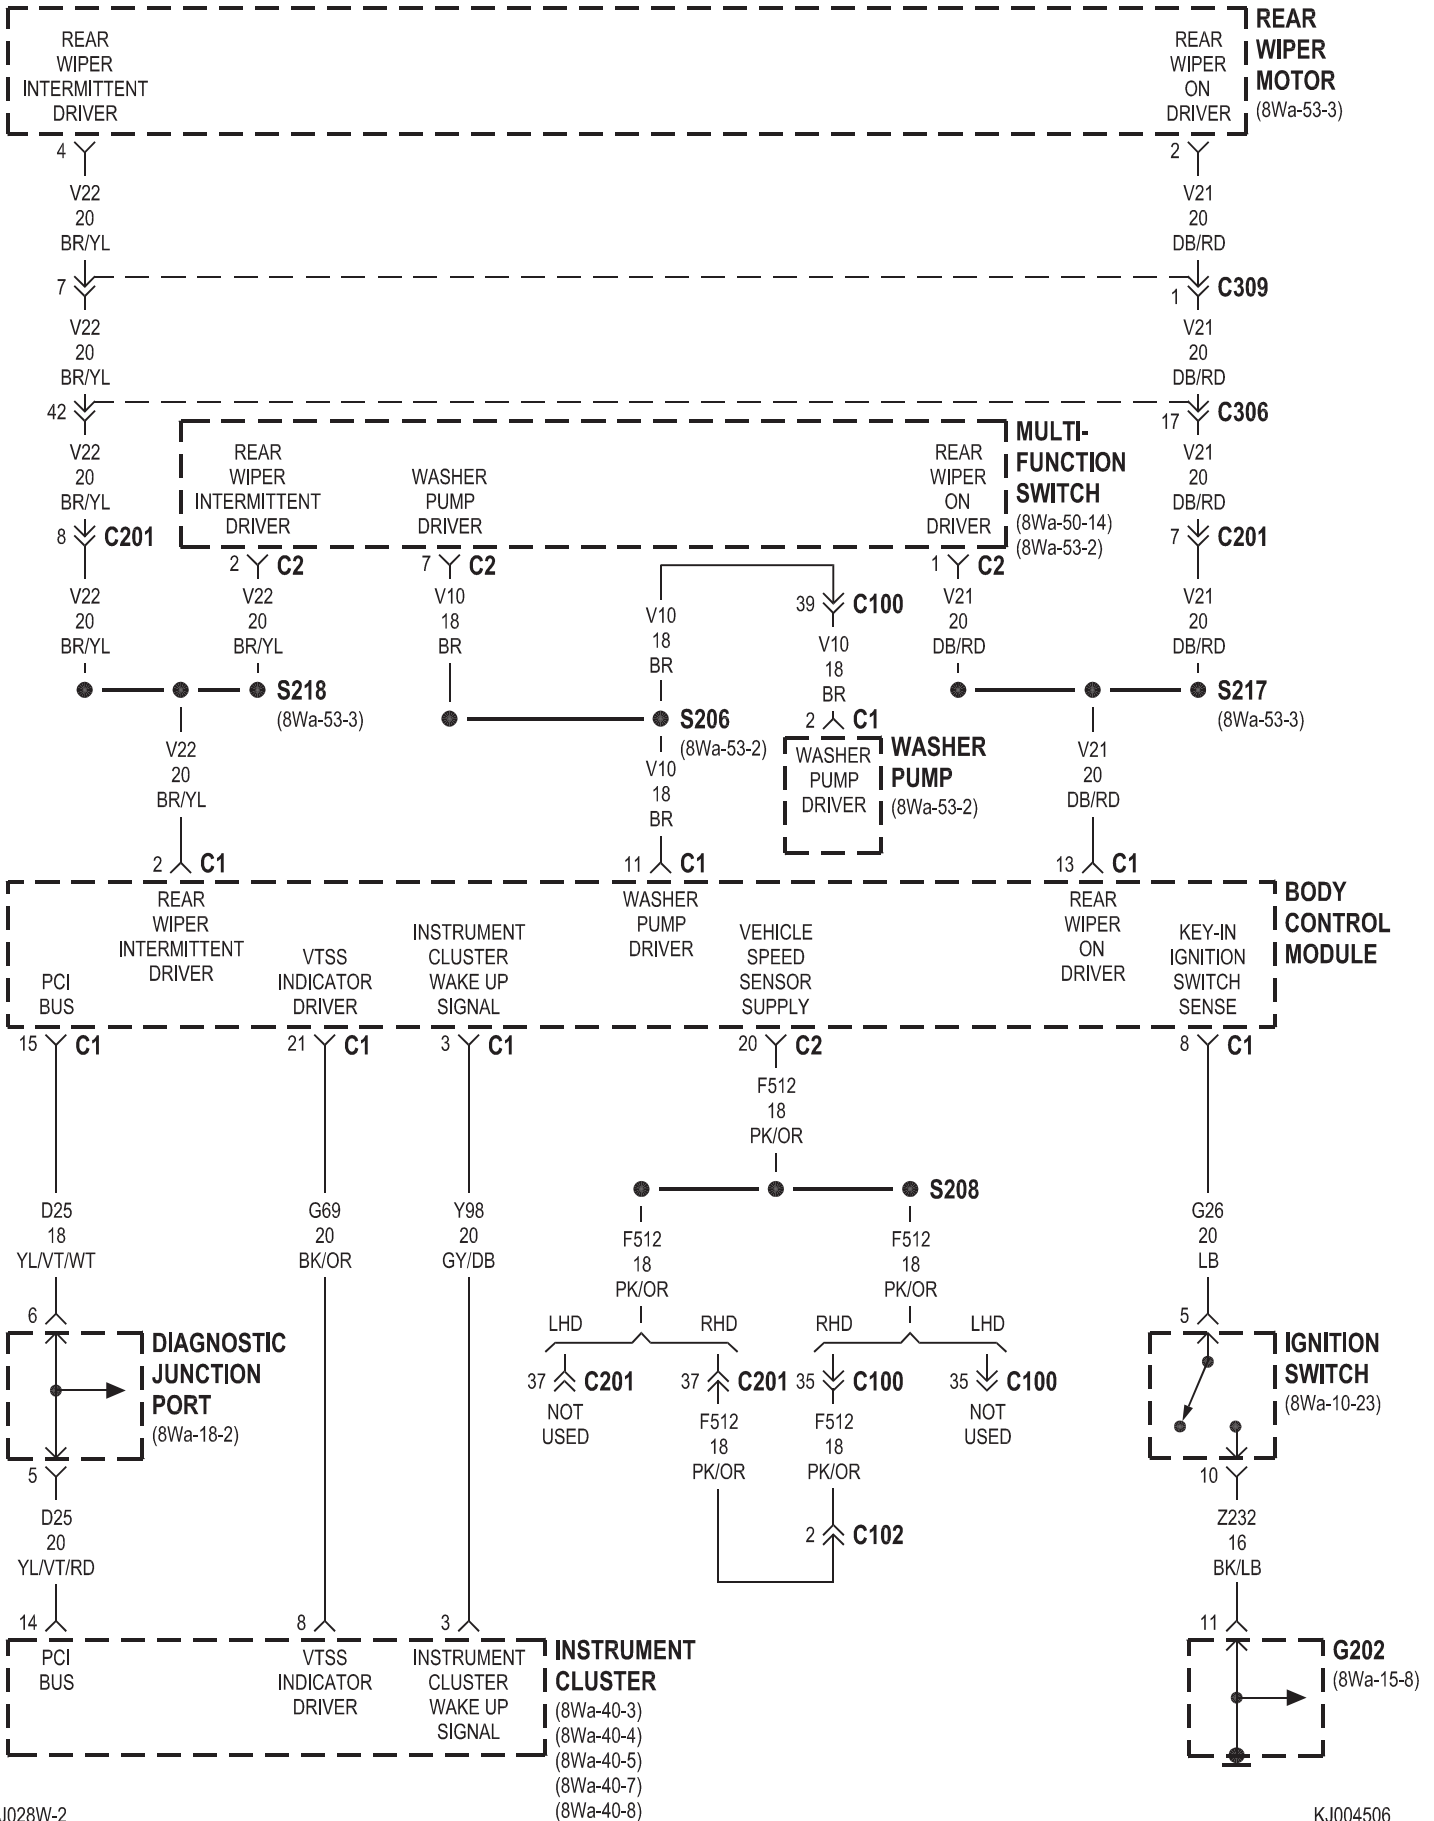 REAR
WIPER
INTERMITTENT
DRIVER
REAR
WIPER
ON
DRIVER
REAR
WIPER
MOTOR
(8Wa-53-3)
4
2
V22
20
BR/YL
V21
20
DB/RD
7
1
C309
V22
20
BR/YL
V21
20
DB/RD
42
17
C306
V22
20
BR/YL
8
C201
REAR
WIPER
INTERMITTENT
DRIVER
WASHER
PUMP
DRIVER
REAR
WIPER
ON
DRIVER
MULTI-
FUNCTION
SWITCH
(8Wa-50-14)
(8Wa-53-2)
V21
20
DB/RD
7
C201
2
C2
7
C2
1
C2
V22
20
BR/YL
V22
20
BR/YL
V10
18
BR
V10
18
BR
39
C100
V10
18
BR
V21
20
DB/RD
V21
20
DB/RD
S218
(8Wa-53-3)
S206
(8Wa-53-2)
S217
(8Wa-53-3)
2
C1
WASHER
PUMP
DRIVER
WASHER
PUMP
(8Wa-53-2)
V22
20
BR/YL
V10
18
BR
V21
20
DB/RD
2
C1
11
C1
13
C1
REAR
WIPER
INTERMITTENT
DRIVER
WASHER
PUMP
DRIVER
REAR
WIPER
ON
DRIVER
BODY
CONTROL
MODULE
PCI
BUS
VTSS
INDICATOR
DRIVER
INSTRUMENT
CLUSTER
WAKE UP
SIGNAL
VEHICLE
SPEED
SENSOR
SUPPLY
KEY-IN
IGNITION
SWITCH
SENSE
15
C1
21
C1
3
C1
20
C2
8
C1
F512
18
PK/OR
S208
D25
18
YL/VT/WT
G69
20
BK/OR
Y98
20
GY/DB
F512
18
PK/OR
F512
18
PK/OR
G26
20
LB
LHD
RHD
RHD
LHD
6
5
DIAGNOSTIC
JUNCTION
PORT
(8Wa-18-2)
37
C201
NOT
USED
37
C201
35
C100
35
C100
NOT
USED
IGNITION
SWITCH
(8Wa-10-23)
F512
18
PK/OR
F512
18
PK/OR
5
10
D25
20
YL/VT/RD
2
C102
Z232
16
BK/LB
14
8
3
11
PCI
BUS
VTSS
INDICATOR
DRIVER
INSTRUMENT
CLUSTER
WAKE UP
SIGNAL
INSTRUMENT
CLUSTER
(8Wa-40-3)
(8Wa-40-4)
(8Wa-40-5)
(8Wa-40-7)
(8Wa-40-8)
G202
(8Wa-15-8)
J028W-2
KJ004506